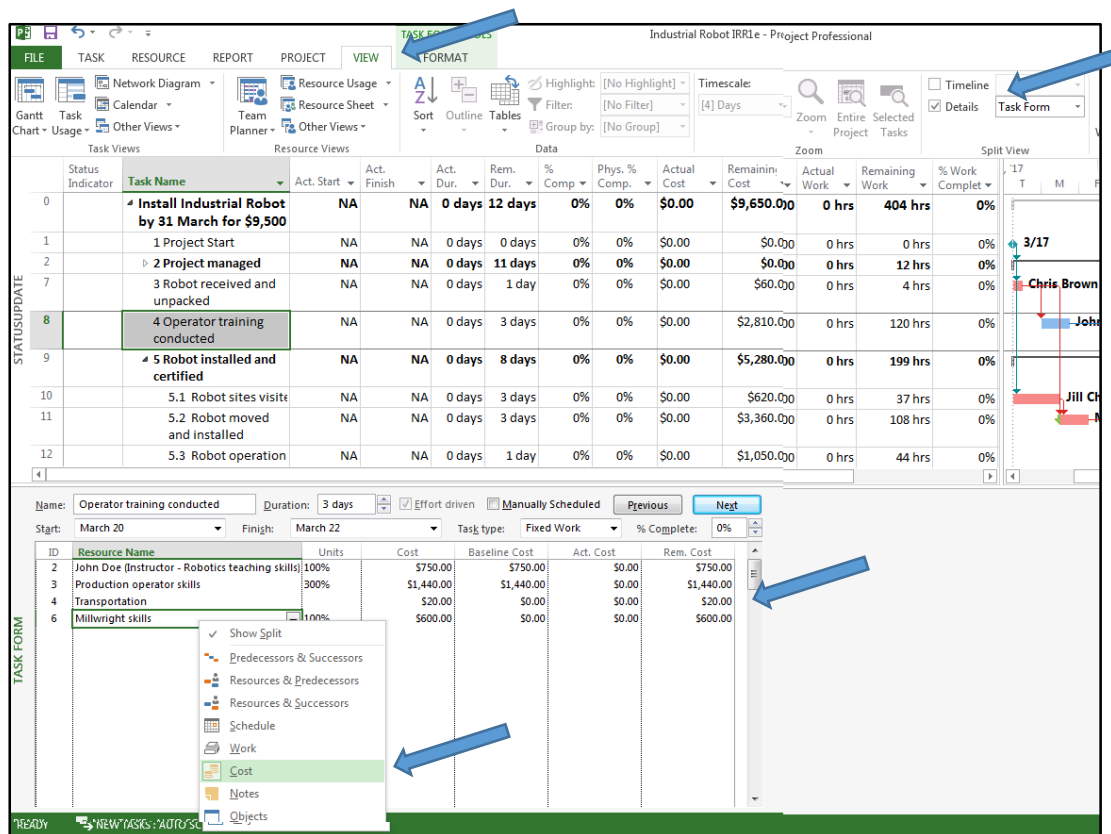 TASK FO
Industrial Robot IRR1e - Project Professional
FILE TASK RESOURCE REPORT PROJECT VIEW FORMAT
Network Diagram Resource Usage Highlight: [No Highlight] Timescale: Timeline
Calendar Resource Sheet Filter: [No Filter] [4] Days Details Task Form
Other Views Other Views Group by: [No Group]
Gantt Chart Task Usage Team Planner Sort Outline Tables Zoom Entire Project Selected Tasks
Task Views Resource Views Data Zoom Split View
Status Indicator Task Name Act. Start Act. Finish Act. Dur. Rem. Dur. % Comp Phys. % Comp. Actual Cost Remaining Cost Actual Work Remaining Work % Work Complet '17 T M
0 Install Industrial Robot by 31 March for $9,500 NA NA 0 days 12 days 0% 0% $0.00 $9,650.00 0 hrs 404 hrs 0%
1 1 Project Start NA NA 0 days 0 days 0% 0% $0.00 $0.00 0 hrs 0 hrs 0% 3/17
2 2 Project managed NA NA 0 days 11 days 0% 0% $0.00 $0.00 0 hrs 12 hrs 0%
7 3 Robot received and unpacked NA NA 0 days 1 day 0% 0% $0.00 $60.00 0 hrs 4 hrs 0% Chris Brown
8 4 Operator training conducted NA NA 0 days 3 days 0% 0% $0.00 $2,810.00 0 hrs 120 hrs 0% John
9 5 Robot installed and certified NA NA 0 days 8 days 0% 0% $0.00 $5,280.00 0 hrs 199 hrs 0%
10 5.1 Robot sites visite NA NA 0 days 3 days 0% 0% $0.00 $620.00 0 hrs 37 hrs 0% Jill Ch
11 5.2 Robot moved and installed NA NA 0 days 3 days 0% 0% $0.00 $3,360.00 0 hrs 108 hrs 0%
12 5.3 Robot operation NA NA 0 days 1 day 0% 0% $0.00 $1,050.00 0 hrs 44 hrs 0%
STATUSUPDATE
Name: Operator training conducted Duration: 3 days Effort driven Manually Scheduled Previous Next
Start: March 20 Finish: March 22 Task type: Fixed Work % Complete: 0%
ID Resource Name Units Cost Baseline Cost Act. Cost Rem. Cost
2 John Doe (Instructor - Robotics teaching skills) 100% $750.00 $750.00 $0.00 $750.00
3 Production operator skills 300% $1,440.00 $1,440.00 $0.00 $1,440.00
4 Transportation $20.00 $0.00 $0.00 $20.00
6 Millwright skills 100% $600.00 $0.00 $0.00 $600.00
TASK FORM
Show Split
Predecessors & Successors
Resources & Predecessors
Resources & Successors
Schedule
Work
Cost
Notes
Objects
READY NEW TASKS : AUTO SC